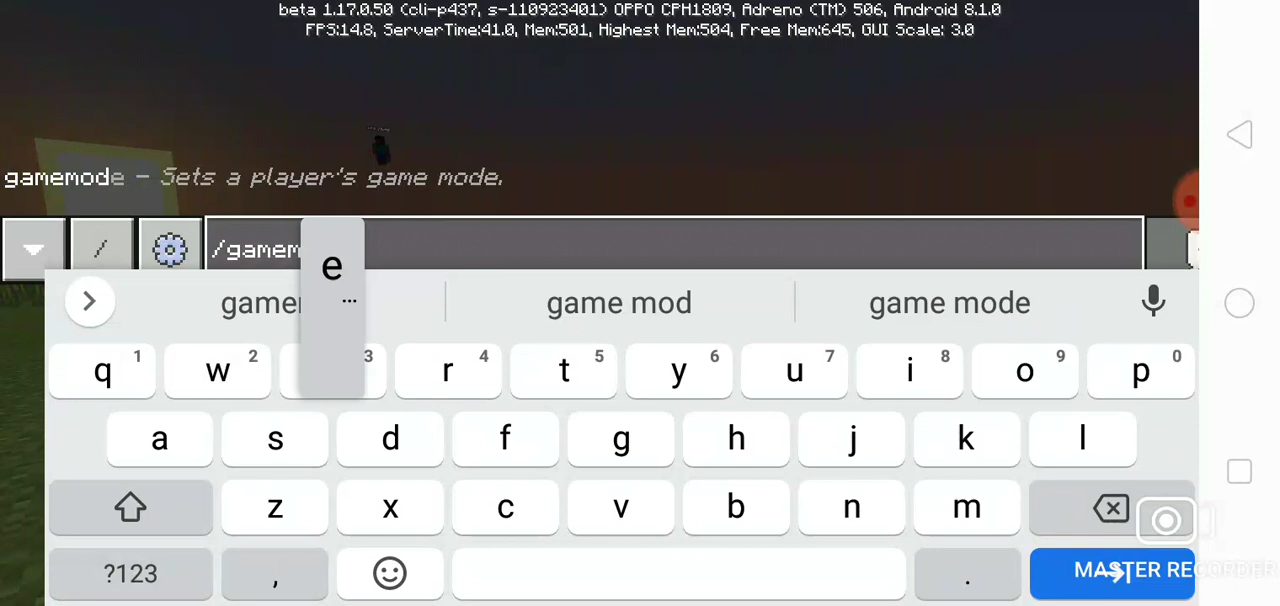 beta 1.17.0.50 (cli-p437, s-110923401) OPPO CPH1809, Adreno (TM) 506, Android 8.1.0
FPS:14.8, ServerTime:41.0, Mem:501, Highest Mem:504, Free Mem:645, GUI Scale: 3.0
gamemode - Sets a player's game mode.
/ /gamem
e
...
game mod game mode
q 1 w 2 3 r 4 t 5 y 6 u 7 i 8 o 9 p 0
a s d f g h j k l
z x c v b n m
?123 , . MASTER RECORDER